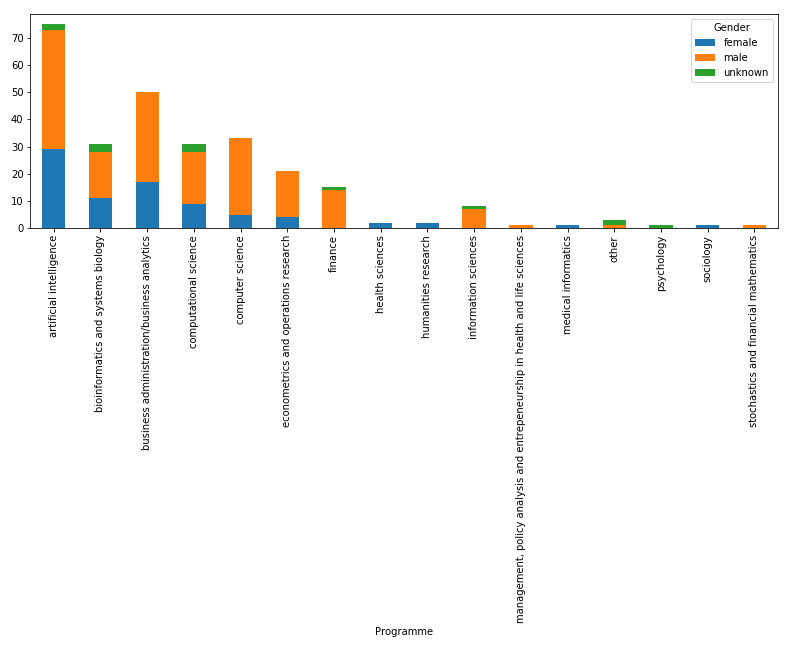 70
60
50
40
30
20
10
0
Gender
female
male
unknown
artificial intelligence
bioinformatics and systems biology
business administration/business analytics
computational science
computer science
econometrics and operations research
finance
health sciences
humanities research
information sciences
management, policy analysis and entrepeneurship in health and life sciences
medical informatics
other
psychology
sociology
stochastics and financial mathematics
Programme